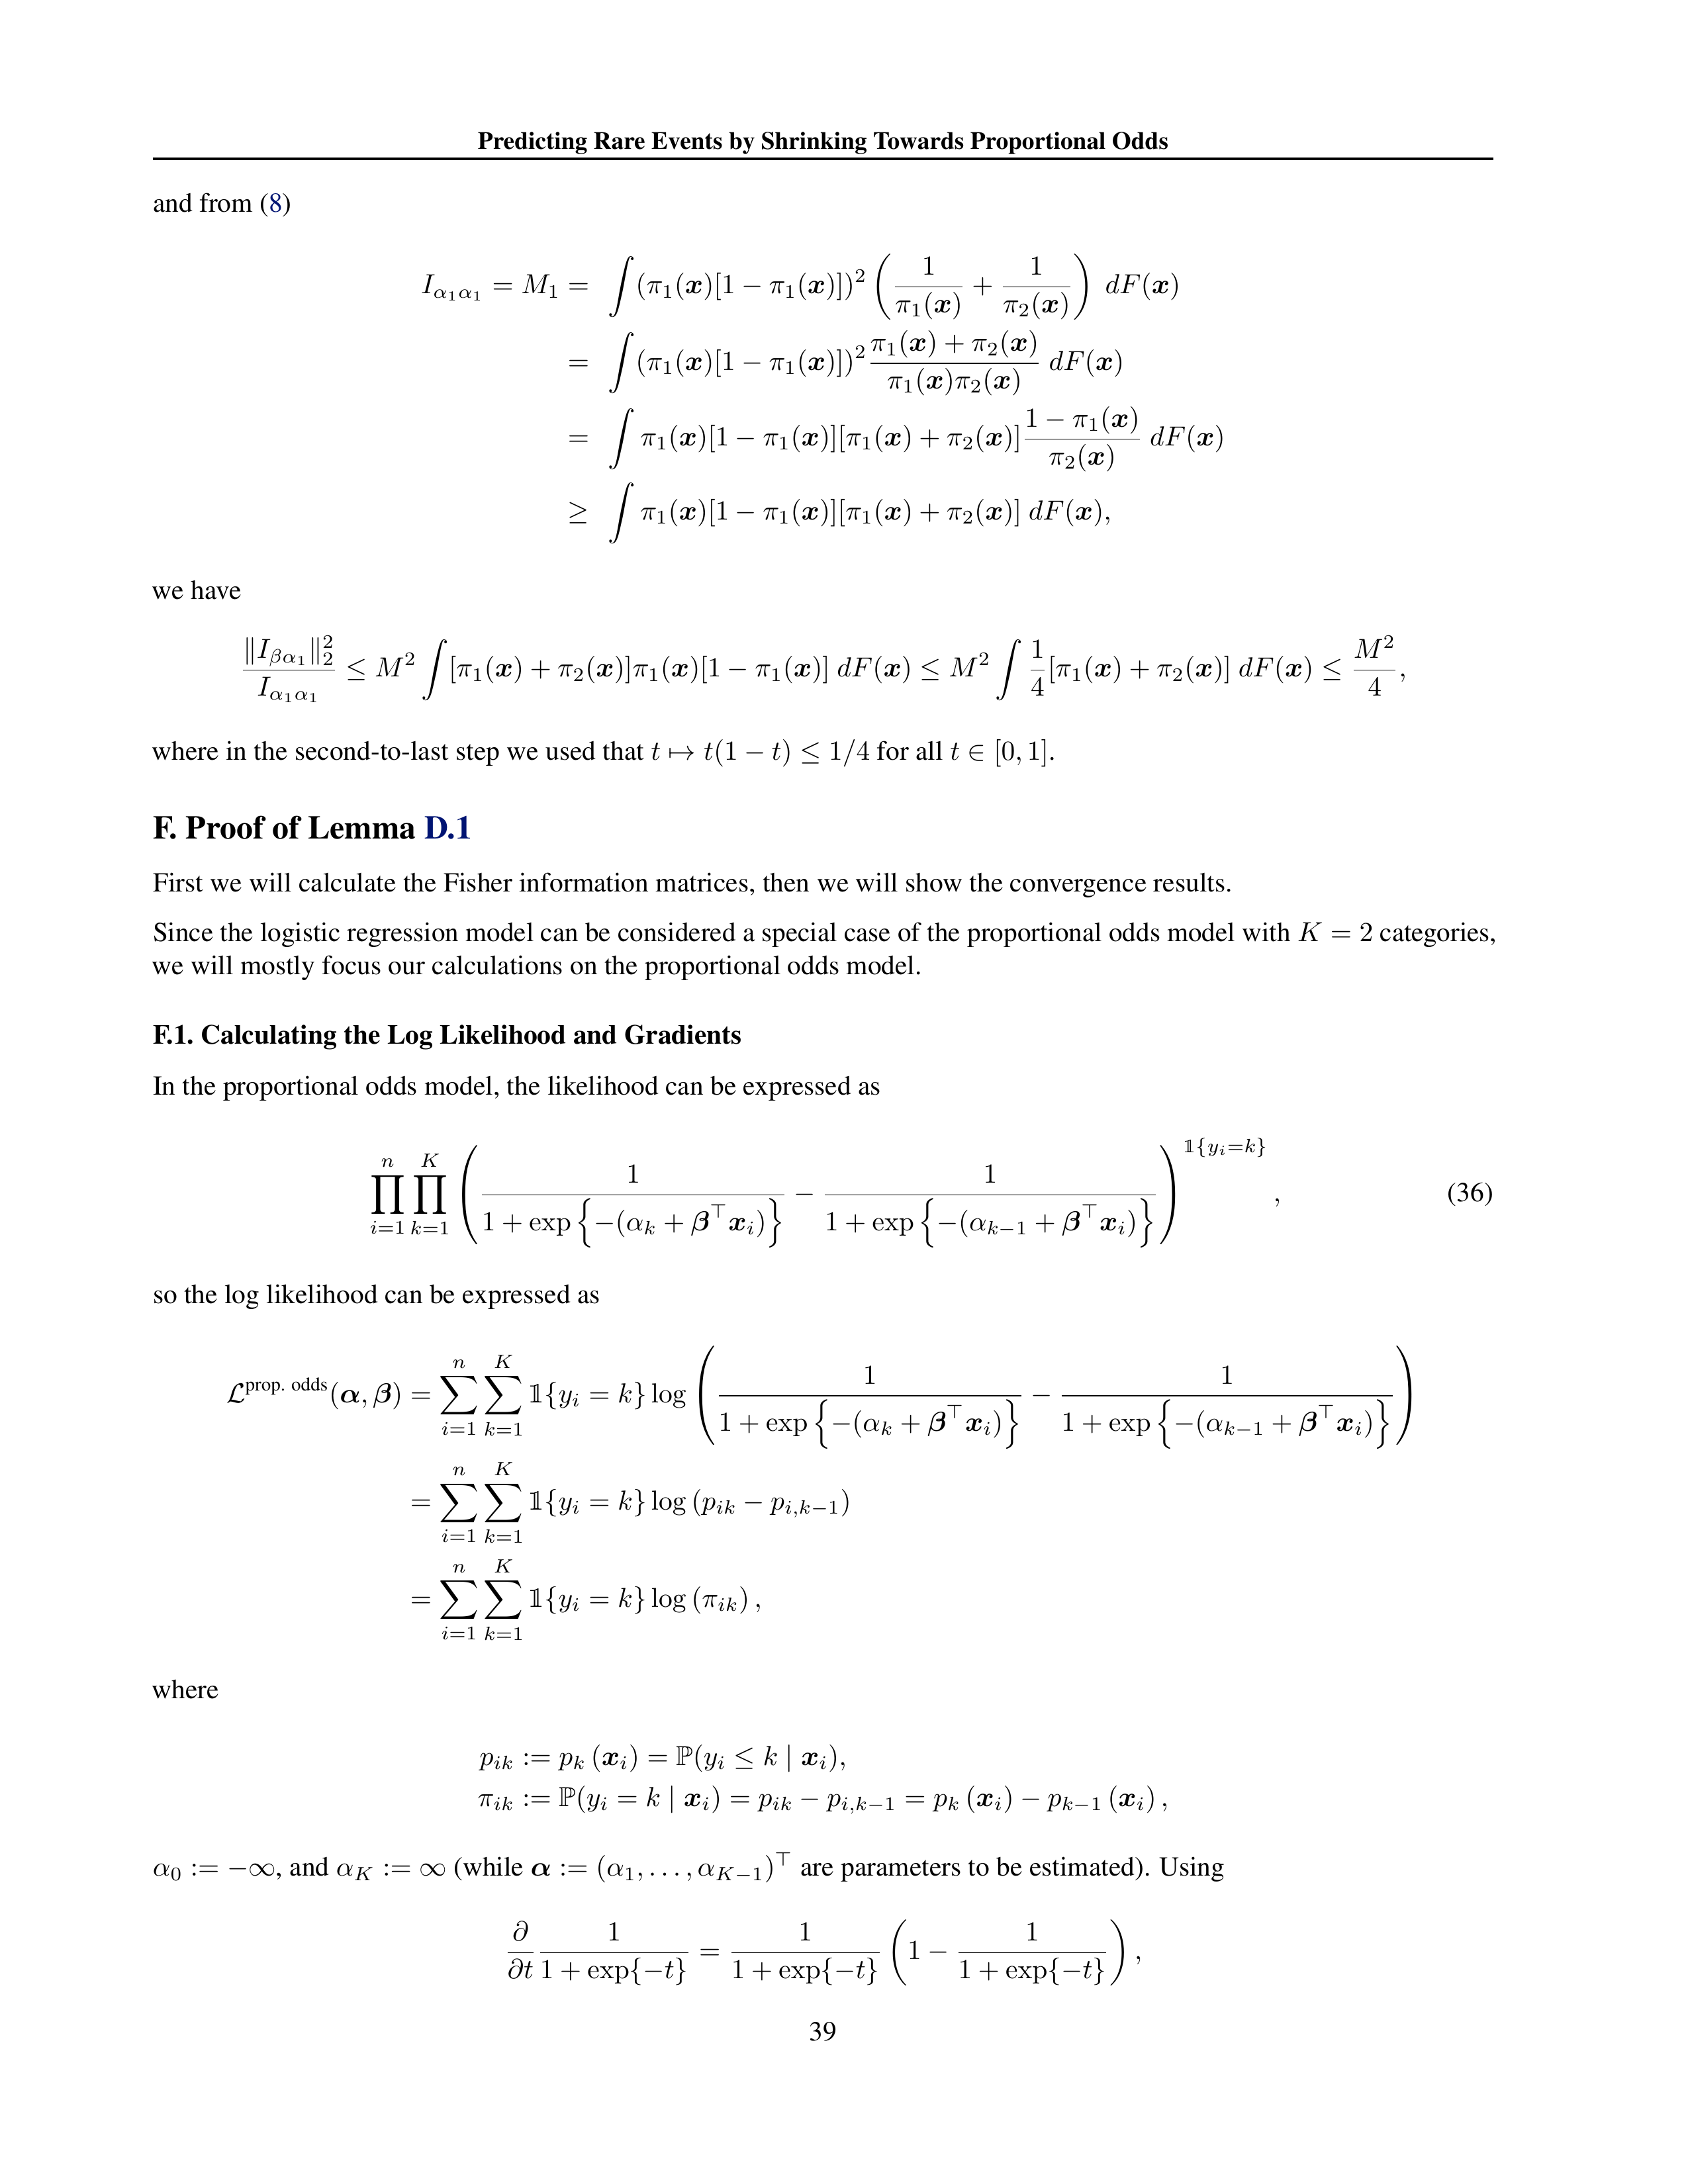 Predicting Rare Events by Shrinking Towards Proportional Odds
and from (8)
$I_{\alpha_1\alpha_1} = M_1 = \int (\pi_1(\boldsymbol{x})[1 - \pi_1(\boldsymbol{x})])^2 \left( \frac{1}{\pi_1(\boldsymbol{x})} + \frac{1}{\pi_2(\boldsymbol{x})} \right) dF(\boldsymbol{x})$
$= \int (\pi_1(\boldsymbol{x})[1 - \pi_1(\boldsymbol{x})])^2 \frac{\pi_1(\boldsymbol{x}) + \pi_2(\boldsymbol{x})}{\pi_1(\boldsymbol{x})\pi_2(\boldsymbol{x})} dF(\boldsymbol{x})$
$= \int \pi_1(\boldsymbol{x})[1 - \pi_1(\boldsymbol{x})][\pi_1(\boldsymbol{x}) + \pi_2(\boldsymbol{x})] \frac{1 - \pi_1(\boldsymbol{x})}{\pi_2(\boldsymbol{x})} dF(\boldsymbol{x})$
$\geq \int \pi_1(\boldsymbol{x})[1 - \pi_1(\boldsymbol{x})][\pi_1(\boldsymbol{x}) + \pi_2(\boldsymbol{x})] dF(\boldsymbol{x}),$
we have
$\frac{\|I_{\beta\alpha_1}\|_2^2}{I_{\alpha_1\alpha_1}} \leq M^2 \int [\pi_1(\boldsymbol{x}) + \pi_2(\boldsymbol{x})]\pi_1(\boldsymbol{x})[1 - \pi_1(\boldsymbol{x})] dF(\boldsymbol{x}) \leq M^2 \int \frac{1}{4}[\pi_1(\boldsymbol{x}) + \pi_2(\boldsymbol{x})] dF(\boldsymbol{x}) \leq \frac{M^2}{4},$
where in the second-to-last step we used that $t \mapsto t(1 - t) \leq 1/4$ for all $t \in [0, 1]$.
F. Proof of Lemma D.1
First we will calculate the Fisher information matrices, then we will show the convergence results.
Since the logistic regression model can be considered a special case of the proportional odds model with $K = 2$ categories,
we will mostly focus our calculations on the proportional odds model.
F.1. Calculating the Log Likelihood and Gradients
In the proportional odds model, the likelihood can be expressed as
$\prod_{i=1}^n \prod_{k=1}^K \left( \frac{1}{1 + \exp\left\{-(\alpha_k + \boldsymbol{\beta}^\top \boldsymbol{x}_i)\right\}} - \frac{1}{1 + \exp\left\{-(\alpha_{k-1} + \boldsymbol{\beta}^\top \boldsymbol{x}_i)\right\}} \right)^{\mathbb{1}\{y_i = k\}},$ (36)
so the log likelihood can be expressed as
$\mathcal{L}^{\text{prop. odds}}(\boldsymbol{\alpha}, \boldsymbol{\beta}) = \sum_{i=1}^n \sum_{k=1}^K \mathbb{1}\{y_i = k\} \log \left( \frac{1}{1 + \exp\left\{-(\alpha_k + \boldsymbol{\beta}^\top \boldsymbol{x}_i)\right\}} - \frac{1}{1 + \exp\left\{-(\alpha_{k-1} + \boldsymbol{\beta}^\top \boldsymbol{x}_i)\right\}} \right)$
$= \sum_{i=1}^n \sum_{k=1}^K \mathbb{1}\{y_i = k\} \log (p_{ik} - p_{i,k-1})$
$= \sum_{i=1}^n \sum_{k=1}^K \mathbb{1}\{y_i = k\} \log (\pi_{ik}),$
where
$p_{ik} := p_k(\boldsymbol{x}_i) = \mathbb{P}(y_i \leq k \mid \boldsymbol{x}_i),$
$\pi_{ik} := \mathbb{P}(y_i = k \mid \boldsymbol{x}_i) = p_{ik} - p_{i,k-1} = p_k(\boldsymbol{x}_i) - p_{k-1}(\boldsymbol{x}_i),$
$\alpha_0 := -\infty$, and $\alpha_K := \infty$ (while $\boldsymbol{\alpha} := (\alpha_1, \ldots, \alpha_{K-1})^\top$ are parameters to be estimated). Using
$\frac{\partial}{\partial t} \frac{1}{1 + \exp\{-t\}} = \frac{1}{1 + \exp\{-t\}} \left( 1 - \frac{1}{1 + \exp\{-t\}} \right),$
39